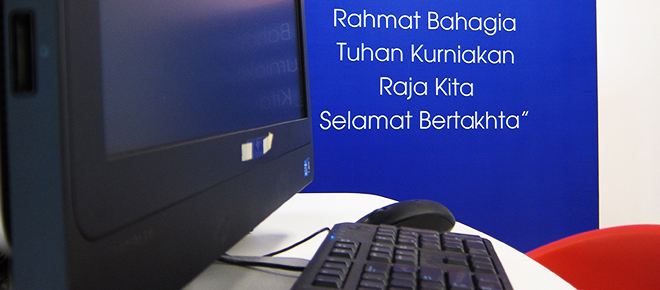 Rahmat Bahagia
Tuhan Kurniakan
Raja Kita
Selamat Bertakhta“